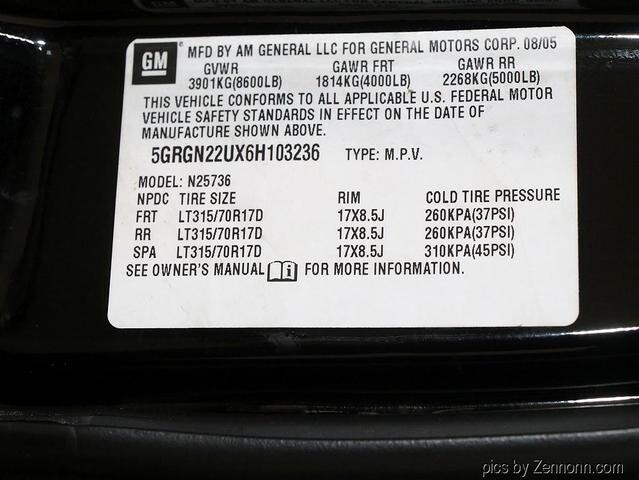 GM MFD BY AM GENERAL LLC FOR GENERAL MOTORS CORP. 08/05
GVWR GAWR FRT GAWR RR
3901KG(8600LB) 1814KG(4000LB) 2268KG(5000LB)
THIS VEHICLE CONFORMS TO ALL APPLICABLE U.S. FEDERAL MOTOR
VEHICLE SAFETY STANDARDS IN EFFECT ON THE DATE OF
MANUFACTURE SHOWN ABOVE.
5GRGN22UX6H103236 TYPE: M.P.V.
MODEL: N25736
NPDC TIRE SIZE RIM COLD TIRE PRESSURE
FRT LT315/70R17D 17X8.5J 260KPA(37PSI)
RR LT315/70R17D 17X8.5J 260KPA(37PSI)
SPA LT315/70R17D 17X8.5J 310KPA(45PSI)
SEE OWNER'S MANUAL i FOR MORE INFORMATION.
pics by Zennonn.com